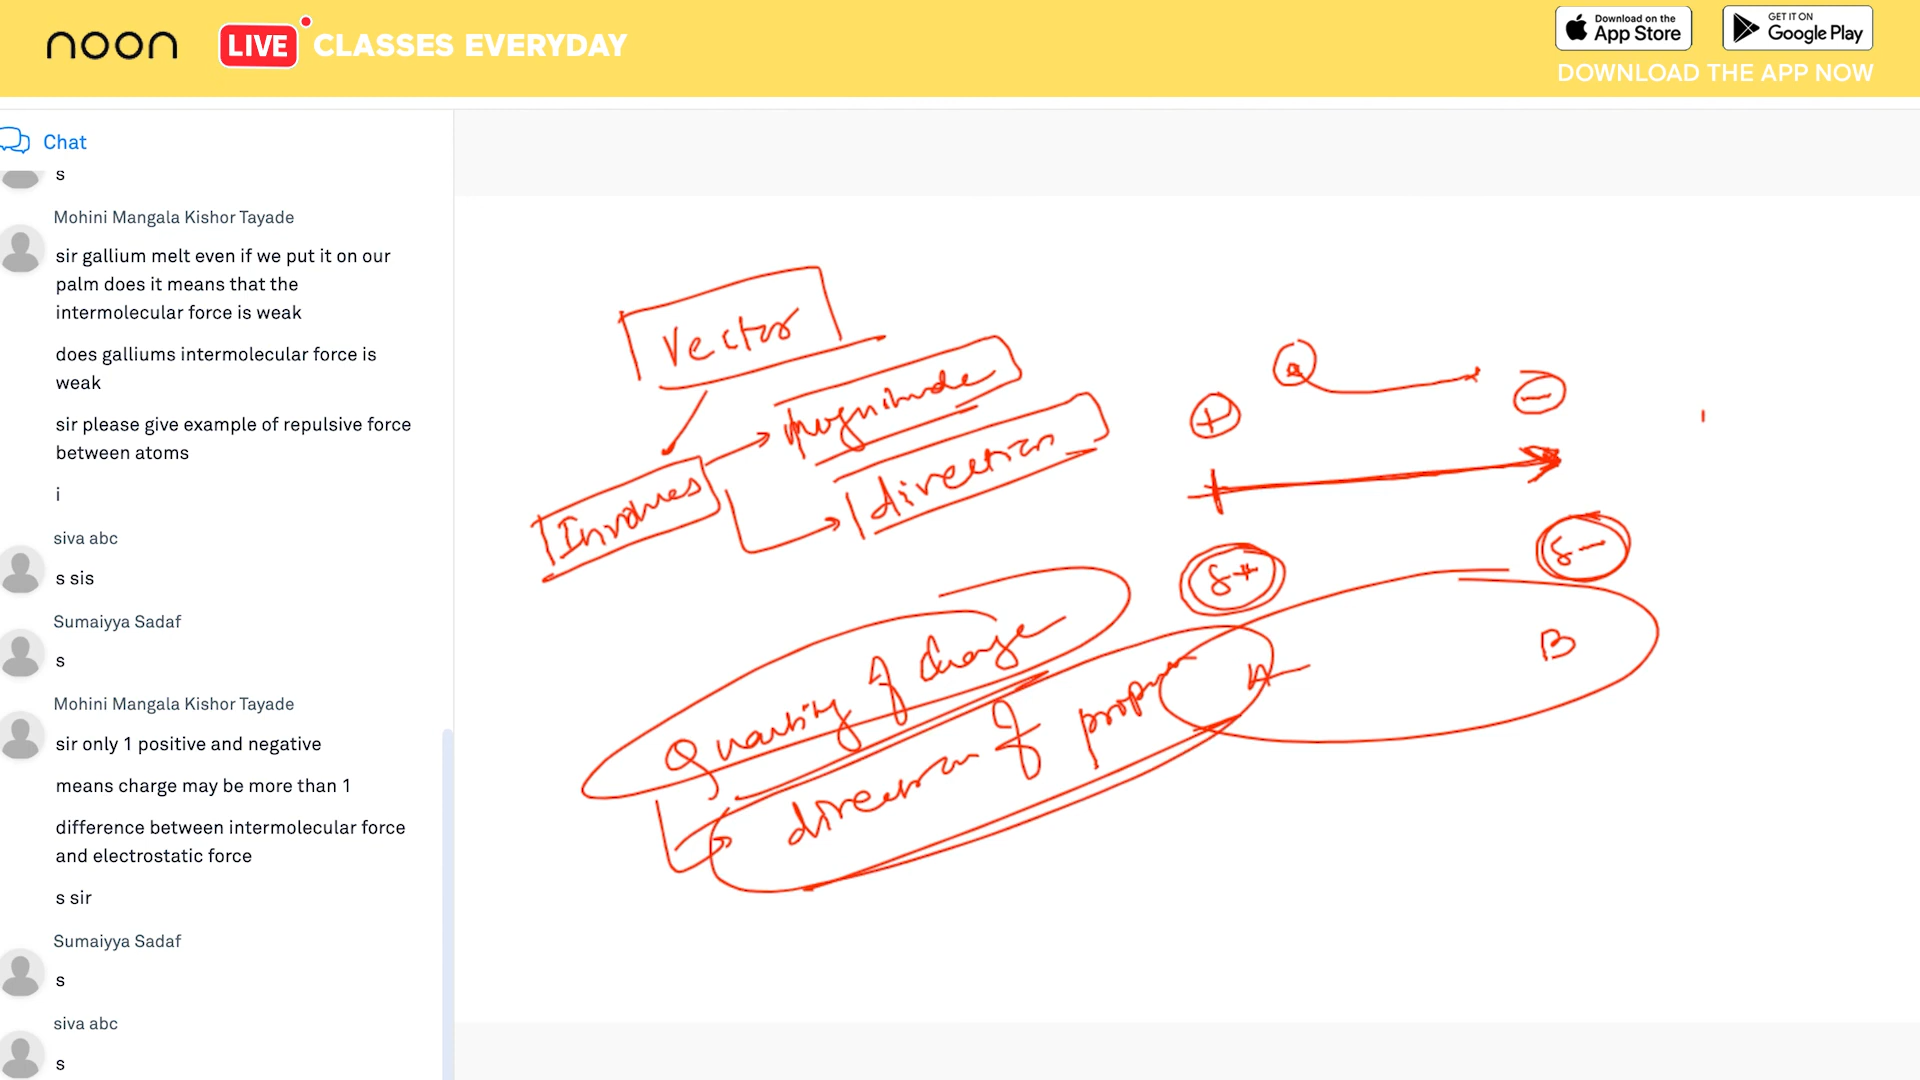 noon LIVE CLASSES EVERYDAY
Download on the App Store
GET IT ON Google Play
DOWNLOAD THE APP NOW
Chat
s
Mohini Mangala Kishor Tayade
sir gallium melt even if we put it on our
palm does it means that the
intermolecular force is weak
does galliums intermolecular force is
weak
sir please give example of repulsive force
between atoms
i
siva abc
s sis
Sumaiyya Sadaf
s
Mohini Mangala Kishor Tayade
sir only 1 positive and negative
means charge may be more than 1
difference between intermolecular force
and electrostatic force
s sir
Sumaiyya Sadaf
s
siva abc
s
Vector
magnitude
direction
Involves
+
−
δ+
δ−
A
B
Quantity of charge
direction of